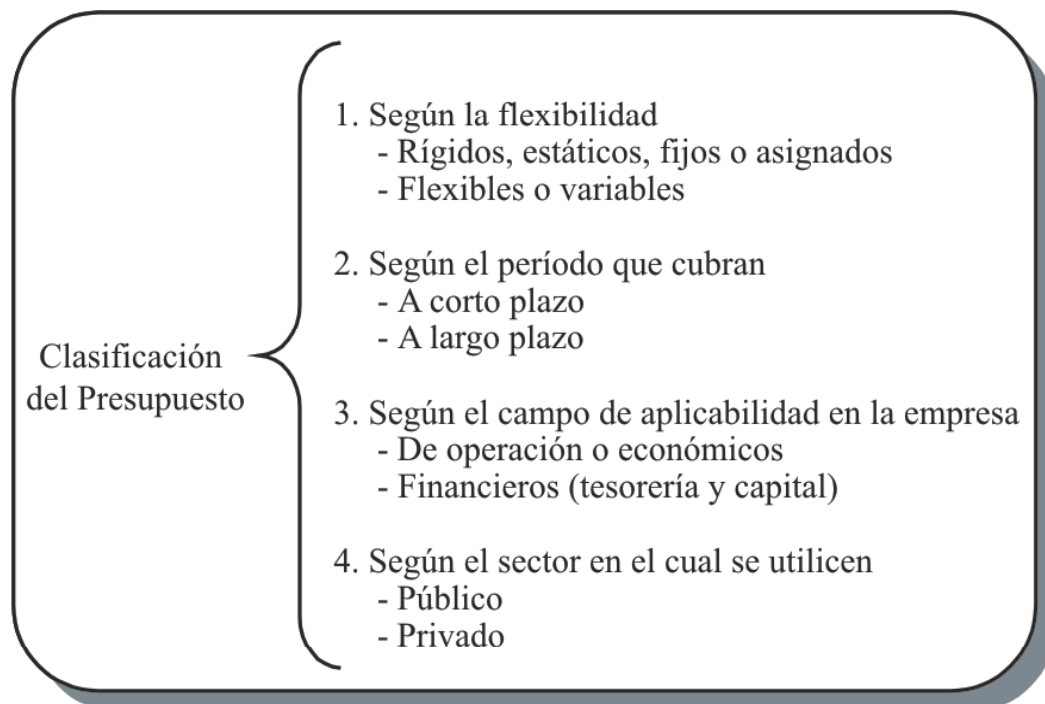 Clasificación
del Presupuesto
1. Según la flexibilidad
- Rígidos, estáticos, fijos o asignados
- Flexibles o variables
2. Según el período que cubran
- A corto plazo
- A largo plazo
3. Según el campo de aplicabilidad en la empresa
- De operación o económicos
- Financieros (tesorería y capital)
4. Según el sector en el cual se utilicen
- Público
- Privado